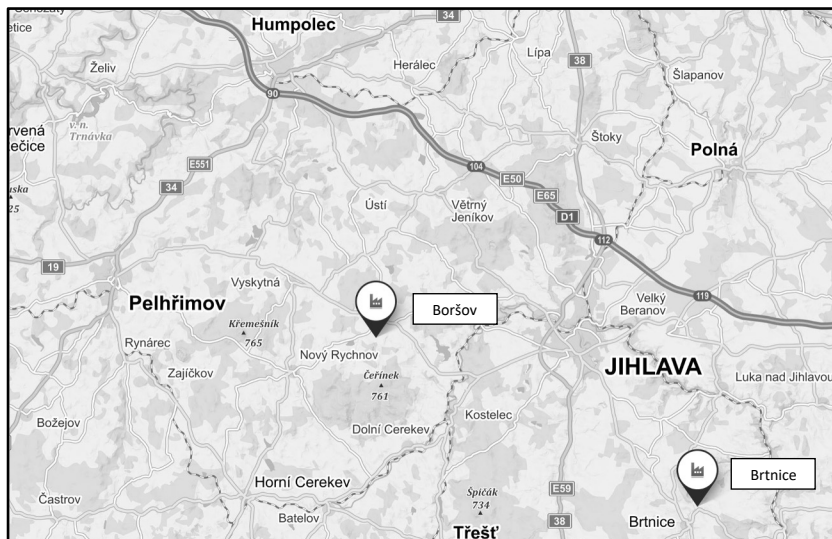 Humpolec
34
Želiv
Herálec
Lípa
38
Šlapanov
v. n.
Trnávka
90
Štoky
Polná
E551
104
E50
34
E65
Ústí
Větrný
Jeníkov
D1
112
19
Vyskytná
Velký
Beranov
119
Pelhřimov
Boršov
Křemešník
765
Rynárec
Nový Rychnov
JIHLAVA
Zajíčkov
Čeřínek
761
Luka nad Jihlavou
Božejov
Kostelec
Dolní Cerekev
Brtnice
Horní Cerekev
E59
Častrov
Špičák
734
Batelov
38
Brtnice
Třešť